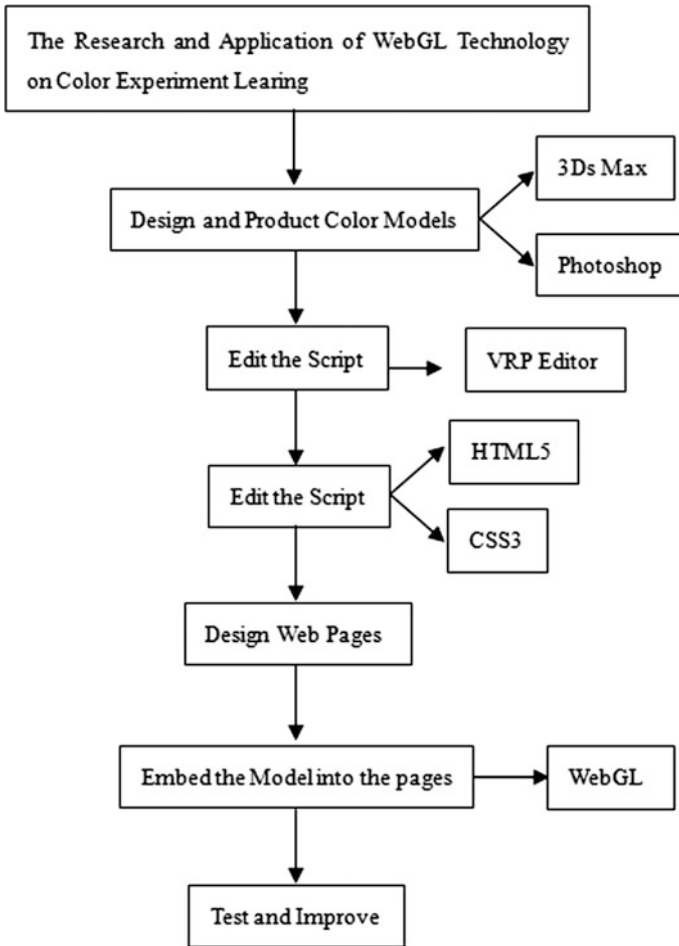 The Research and Application of WebGL Technology
on Color Experiment Learing
3Ds Max
Design and Product Color Models
Photoshop
Edit the Script
VRP Editor
HTML5
Edit the Script
CSS3
Design Web Pages
Embed the Model into the pages
WebGL
Test and Improve